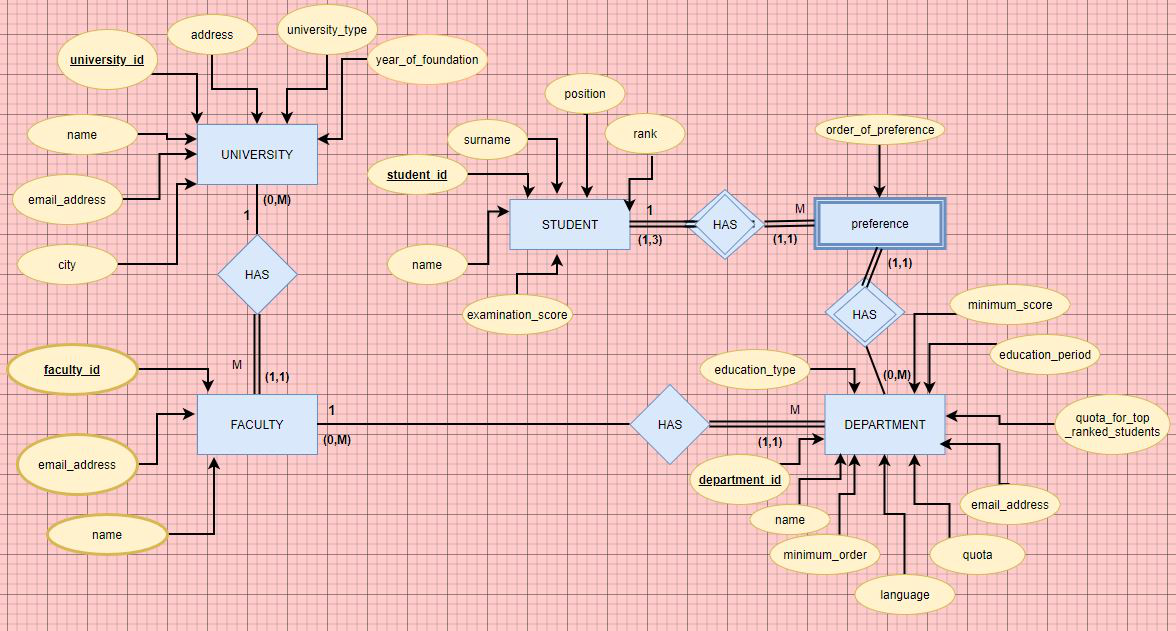 university_id
address
university_type
year_of_foundation
name
UNIVERSITY
email_address
city
(0,M)
1
HAS
M
(1,1)
faculty_id
FACULTY
email_address
name
1
(0,M)
position
surname
rank
student_id
STUDENT
name
examination_score
1
(1,3)
HAS
M
(1,1)
order_of_preference
preference
(1,1)
HAS
(0,M)
minimum_score
education_period
education_type
HAS
M
(1,1)
DEPARTMENT
quota_for_top
_ranked_students
department_id
name
minimum_order
language
quota
email_address